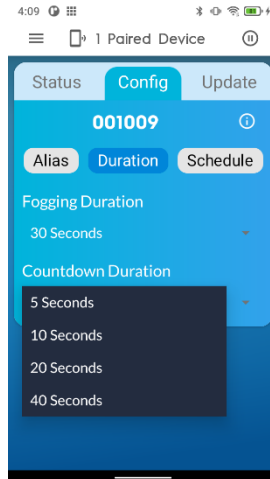 4:09
1 Paired Device
Status Config Update
001009
Alias Duration Schedule
Fogging Duration
30 Seconds
Countdown Duration
5 Seconds
10 Seconds
20 Seconds
40 Seconds